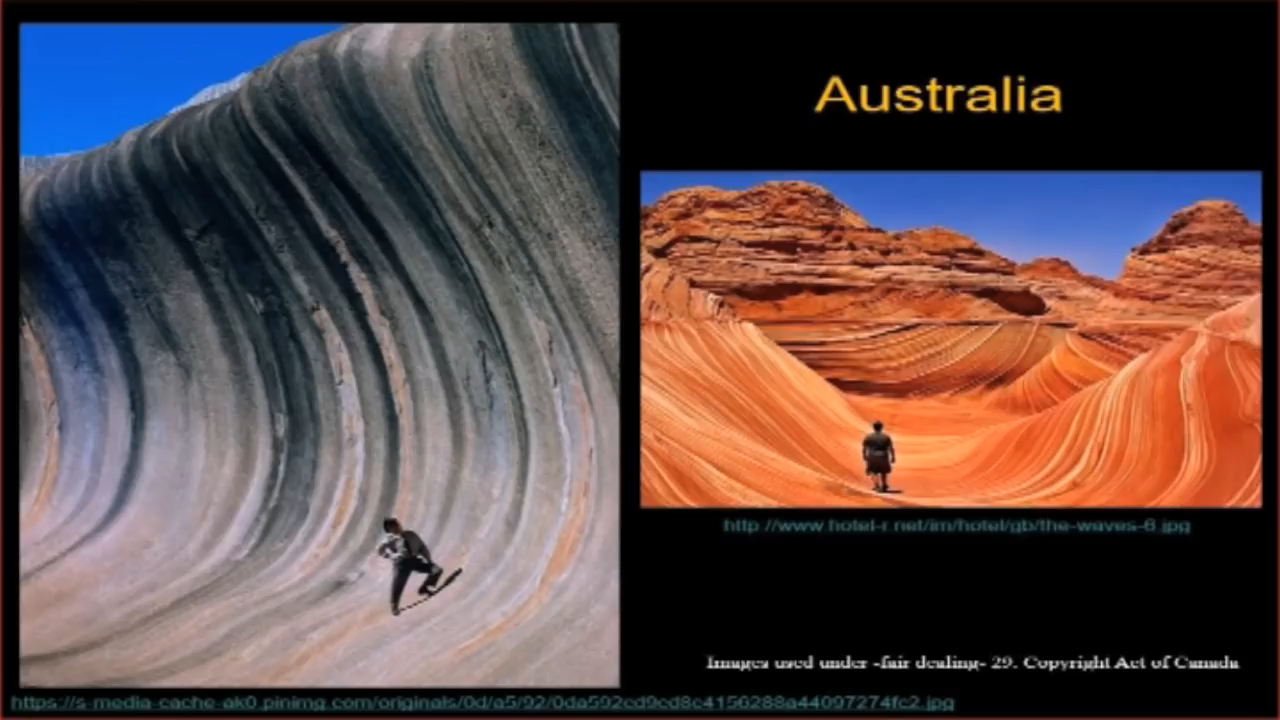 Australia
http://www.hotel-r.net/im/hotel/gb/the-waves-6.jpg
Images used under -fair dealing- 29. Copyright Act of Canada
https://s-media-cache-ak0.pinimg.com/originals/0d/a5/92/0da592cd9cd8c4156288a44097274fc2.jpg